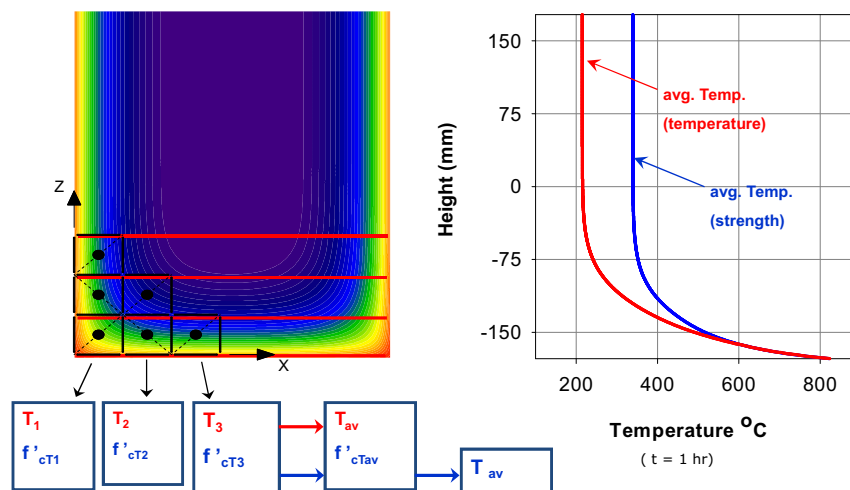 Z
X
T1
f'cT1
T2
f'cT2
T3
f'cT3
Tav
f'cTav
T av
Height (mm)
150
75
0
-75
-150
avg. Temp.
(temperature)
avg. Temp.
(strength)
200
400
600
800
Temperature ºC
( t = 1 hr)